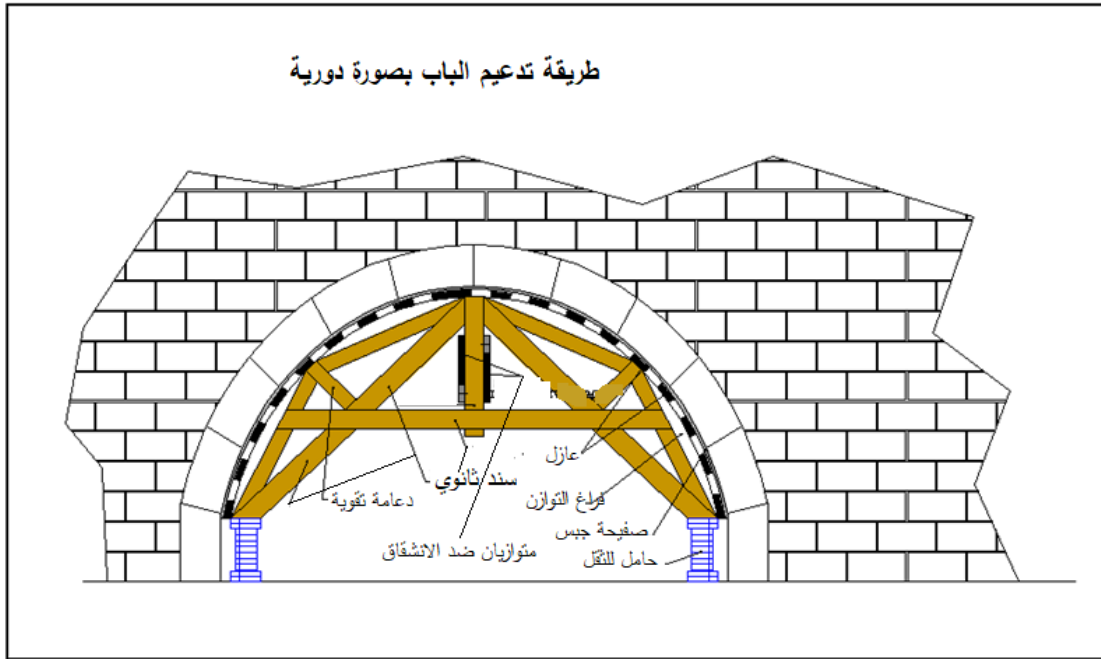 طريقة تدعيم الباب بصورة دورية
عازل
سند ثانوي
دعامة تقوية
فراغ التوازن
صفيحة جبس
متوازيان ضد الانشقاق
حامل للثقل